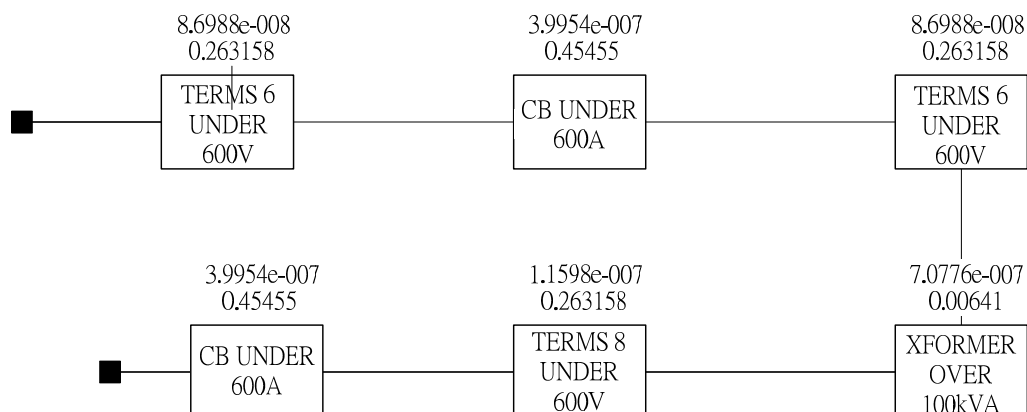 8.6988e-008
0.263158
TERMS 6
UNDER
600V
3.9954e-007
0.45455
CB UNDER
600A
8.6988e-008
0.263158
TERMS 6
UNDER
600V
3.9954e-007
0.45455
CB UNDER
600A
1.1598e-007
0.263158
TERMS 8
UNDER
600V
7.0776e-007
0.00641
XFORMER
OVER
100kVA